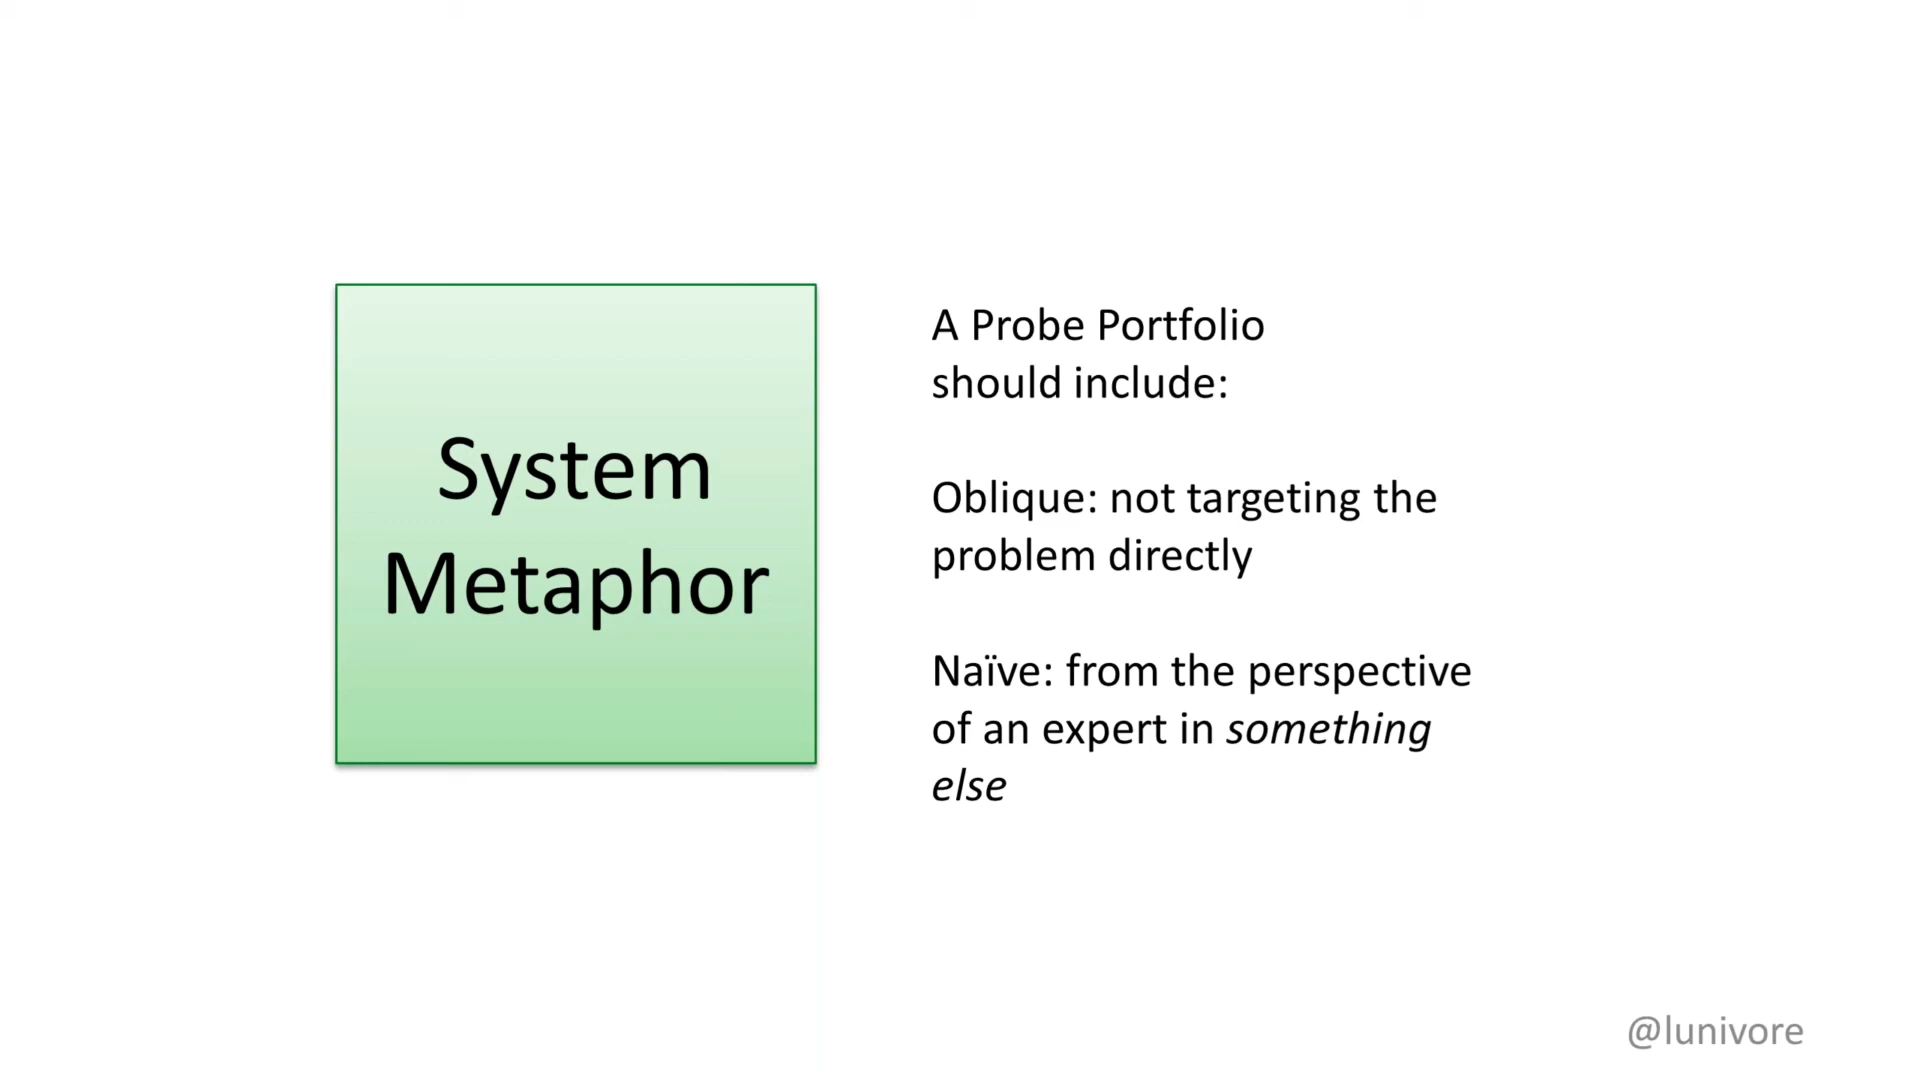 System
Metaphor
A Probe Portfolio
should include:
Oblique: not targeting the
problem directly
Naïve: from the perspective
of an expert in something
else
@lunivore